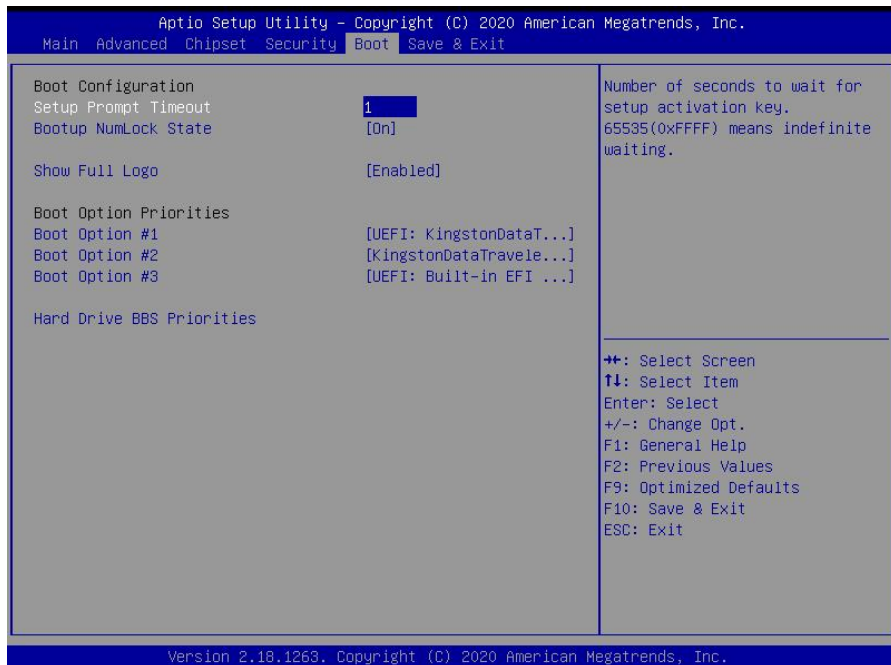 Aptio Setup Utility – Copyright (C) 2020 American Megatrends, Inc.
Main Advanced Chipset Security Boot Save & Exit
Boot Configuration
Setup Prompt Timeout 1
Bootup NumLock State [On]
Show Full Logo [Enabled]
Boot Option Priorities
Boot Option #1 [UEFI: KingstonDataT...]
Boot Option #2 [KingstonDataTravele...]
Boot Option #3 [UEFI: Built-in EFI ...]
Hard Drive BBS Priorities
Number of seconds to wait for
setup activation key.
65535(0xFFFF) means indefinite
waiting.
→←: Select Screen
↑↓: Select Item
Enter: Select
+/-: Change Opt.
F1: General Help
F2: Previous Values
F9: Optimized Defaults
F10: Save & Exit
ESC: Exit
Version 2.18.1263. Copyright (C) 2020 American Megatrends, Inc.